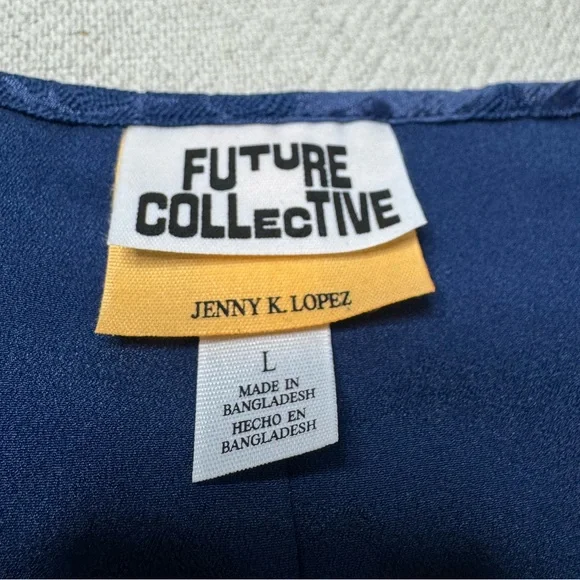 FUTURE
COLLECTIVE
JENNY K. LOPEZ
L
MADE IN
BANGLADESH
HECHO EN
BANGLADESH